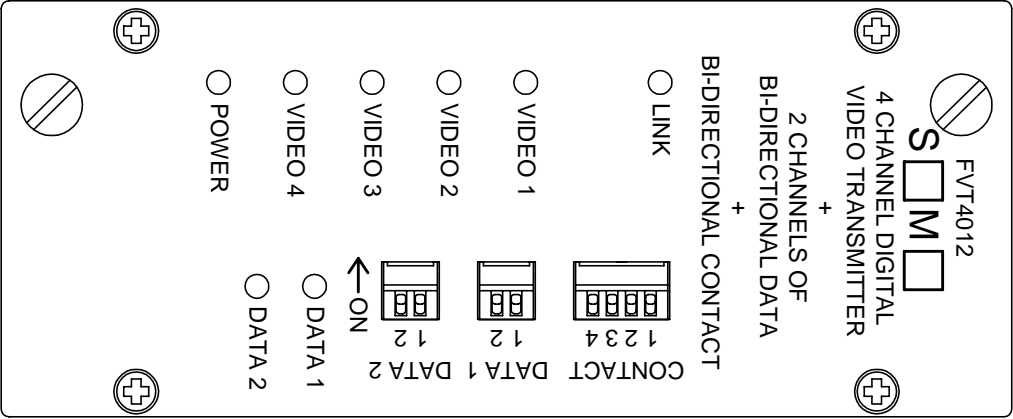 FVT4012
S M
4 CHANNEL DIGITAL
VIDEO TRANSMITTER
+
2 CHANNELS OF
BI-DIRECTIONAL DATA
+
BI-DIRECTIONAL CONTACT
LINK
VIDEO 1
VIDEO 2
VIDEO 3
VIDEO 4
POWER
CONTACT
1 2 3 4
DATA 1
1 2
DATA 2
1 2
ON
DATA 1
DATA 2